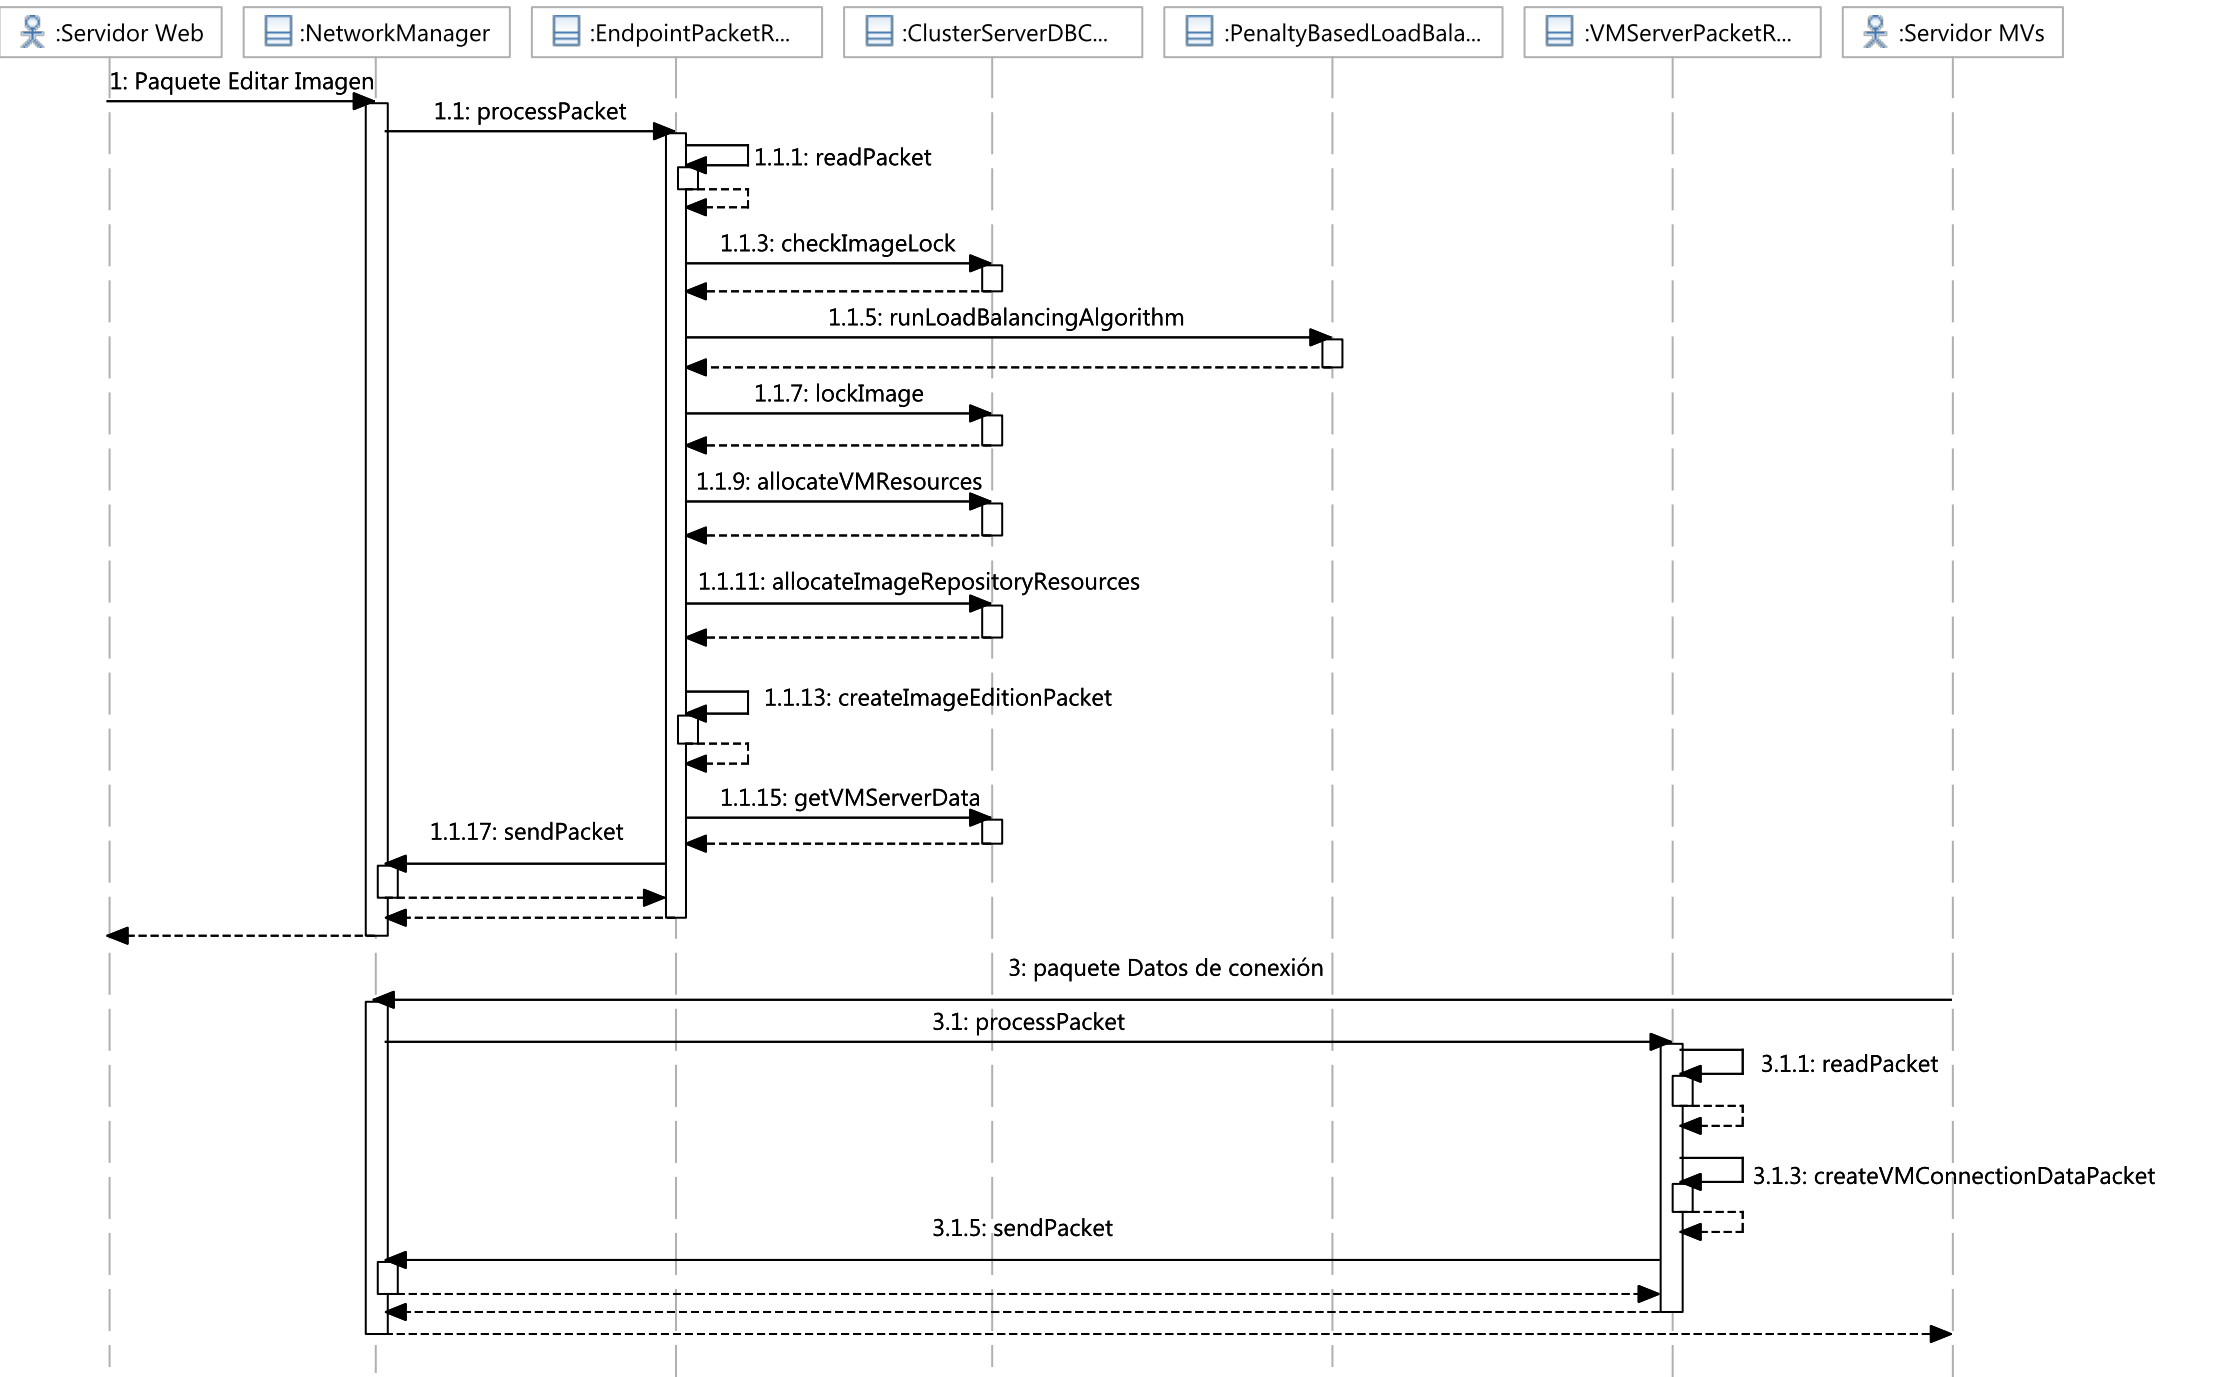 :Servidor Web
:NetworkManager
:EndpointPacketR...
:ClusterServerDBC...
:PenaltyBasedLoadBala...
:VMServerPacketR...
:Servidor MVs
1: Paquete Editar Imagen
1.1: processPacket
1.1.1: readPacket
1.1.3: checkImageLock
1.1.5: runLoadBalancingAlgorithm
1.1.7: lockImage
1.1.9: allocateVMResources
1.1.11: allocateImageRepositoryResources
1.1.13: createImageEditionPacket
1.1.15: getVMServerData
1.1.17: sendPacket
3: paquete Datos de conexión
3.1: processPacket
3.1.1: readPacket
3.1.3: createVMConnectionDataPacket
3.1.5: sendPacket